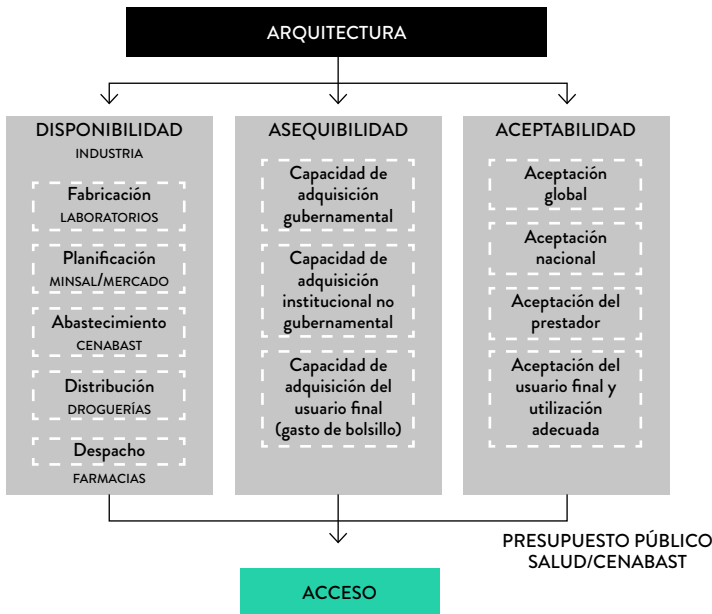 ARQUITECTURA
DISPONIBILIDAD
INDUSTRIA
Fabricación
LABORATORIOS
Planificación
MINSAL/MERCADO
Abastecimiento
CENABAST
Distribución
DROGUERÍAS
Despacho
FARMACIAS
ASEQUIBILIDAD
Capacidad de
adquisición
gubernamental
Capacidad de
adquisición
institucional no
gubernamental
Capacidad de
adquisición del
usuario final
(gasto de bolsillo)
ACEPTABILIDAD
Aceptación
global
Aceptación
nacional
Aceptación del
prestador
Aceptación del
usuario final y
utilización
adecuada
PRESUPUESTO PÚBLICO
SALUD/CENABAST
ACCESO